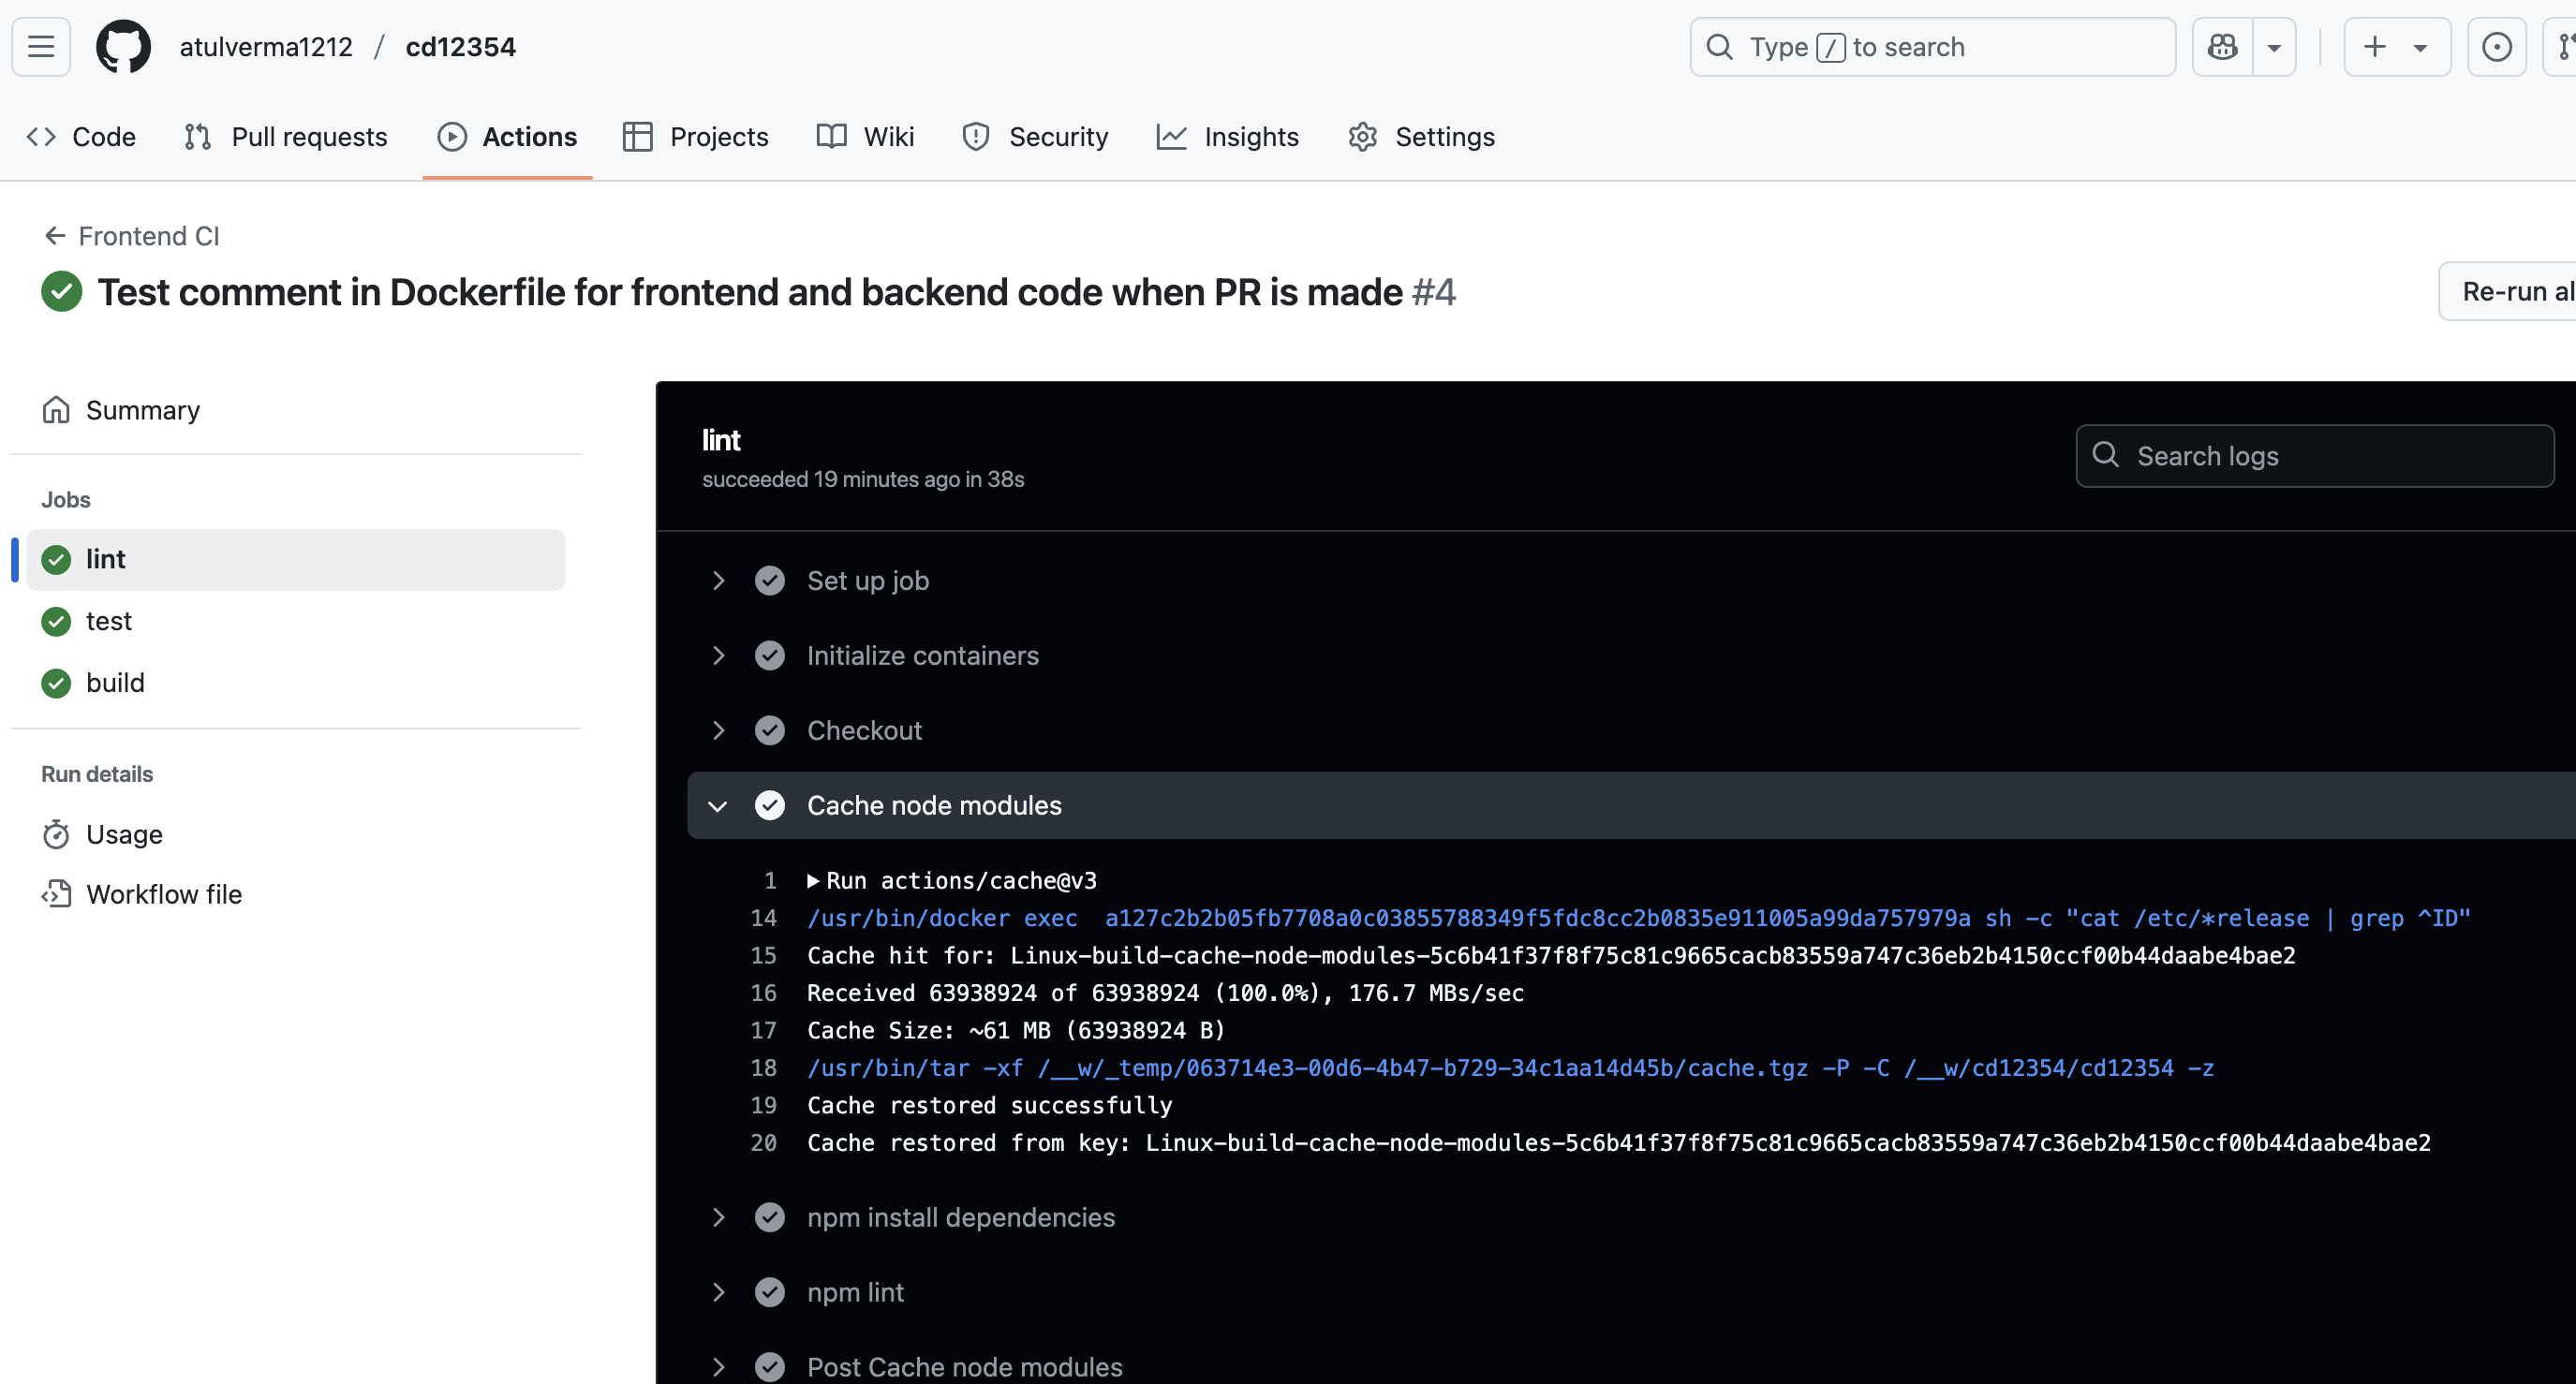 atulverma1212 / cd12354
Type / to search
Code Pull requests Actions Projects Wiki Security Insights Settings
Frontend CI
Test comment in Dockerfile for frontend and backend code when PR is made #4
Re-run al
Summary
Jobs
lint
test
build
Run details
Usage
Workflow file
lint
succeeded 19 minutes ago in 38s
Search logs
Set up job
Initialize containers
Checkout
Cache node modules
1 Run actions/cache@v3
14 /usr/bin/docker exec  a127c2b2b05fb7708a0c03855788349f5fdc8cc2b0835e911005a99da757979a sh -c "cat /etc/*release | grep ^ID"
15 Cache hit for: Linux-build-cache-node-modules-5c6b41f37f8f75c81c9665cacb83559a747c36eb2b4150ccf00b44daabe4bae2
16 Received 63938924 of 63938924 (100.0%), 176.7 MBs/sec
17 Cache Size: ~61 MB (63938924 B)
18 /usr/bin/tar -xf /__w/_temp/063714e3-00d6-4b47-b729-34c1aa14d45b/cache.tgz -P -C /__w/cd12354/cd12354 -z
19 Cache restored successfully
20 Cache restored from key: Linux-build-cache-node-modules-5c6b41f37f8f75c81c9665cacb83559a747c36eb2b4150ccf00b44daabe4bae2
npm install dependencies
npm lint
Post Cache node modules